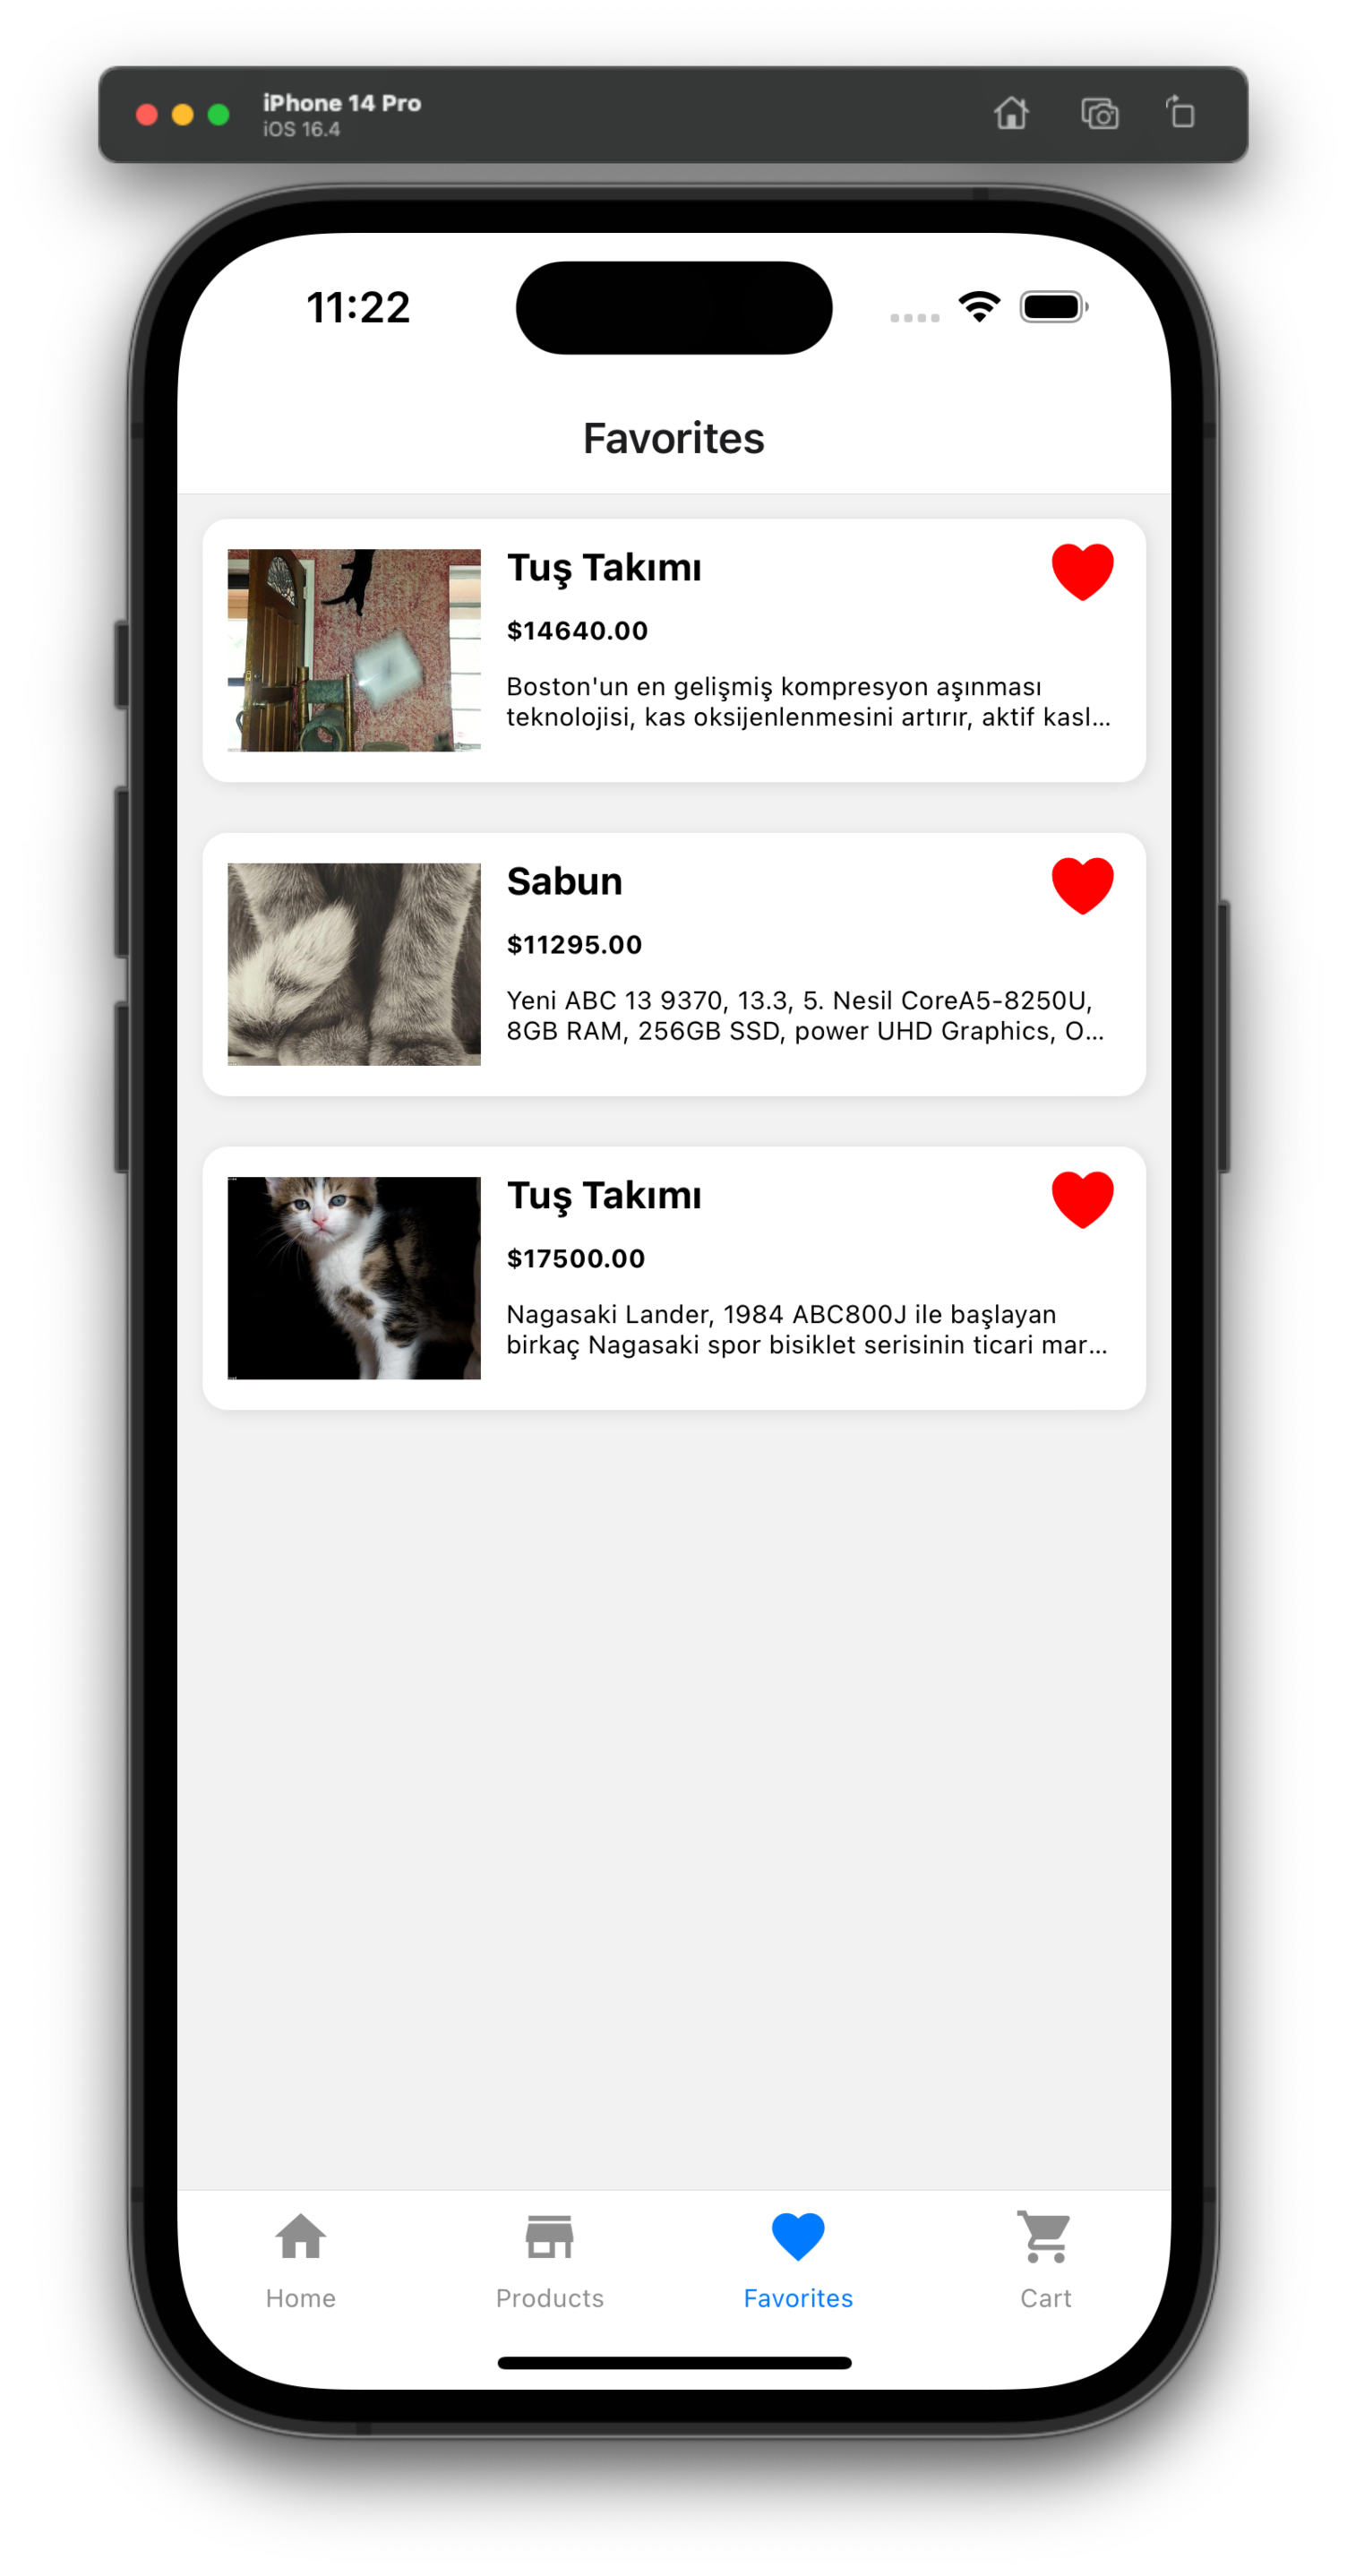 iPhone 14 Pro
iOS 16.4
11:22
Favorites
Tuş Takımı
$14640.00
Boston'un en gelişmiş kompresyon aşınması
teknolojisi, kas oksijenlenmesini artırır, aktif kasl...
Sabun
$11295.00
Yeni ABC 13 9370, 13.3, 5. Nesil CoreA5-8250U,
8GB RAM, 256GB SSD, power UHD Graphics, O...
Tuş Takımı
$17500.00
Nagasaki Lander, 1984 ABC800J ile başlayan
birkaç Nagasaki spor bisiklet serisinin ticari mar...
Home
Products
Favorites
Cart